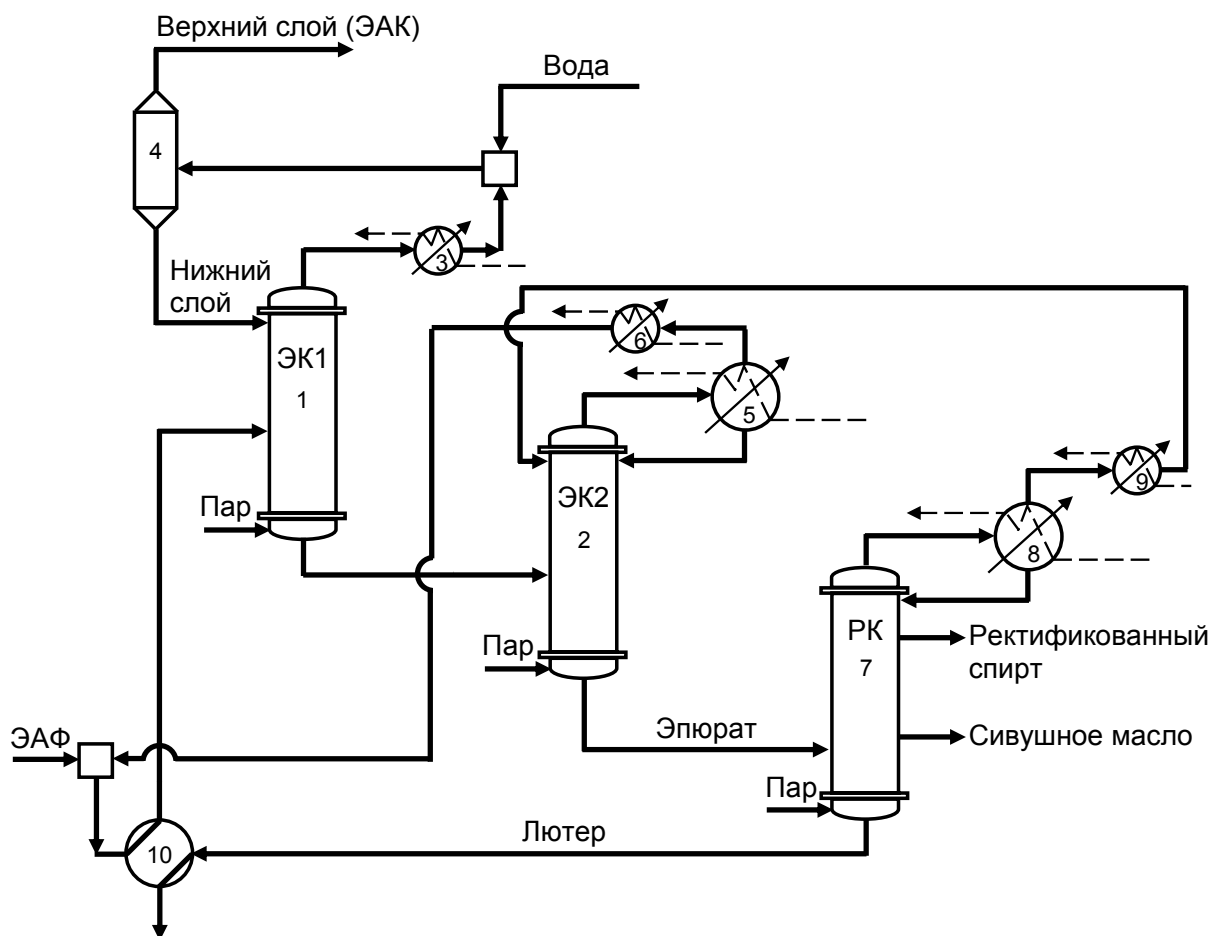 Верхний слой (ЭАК)
Вода
4
3
Нижний
слой
ЭК1
1
6
5
Пар
ЭК2
2
9
8
Пар
РК
7
Ректификованный
спирт
Эпюрат
Сивушное масло
ЭАФ
Пар
Лютер
10